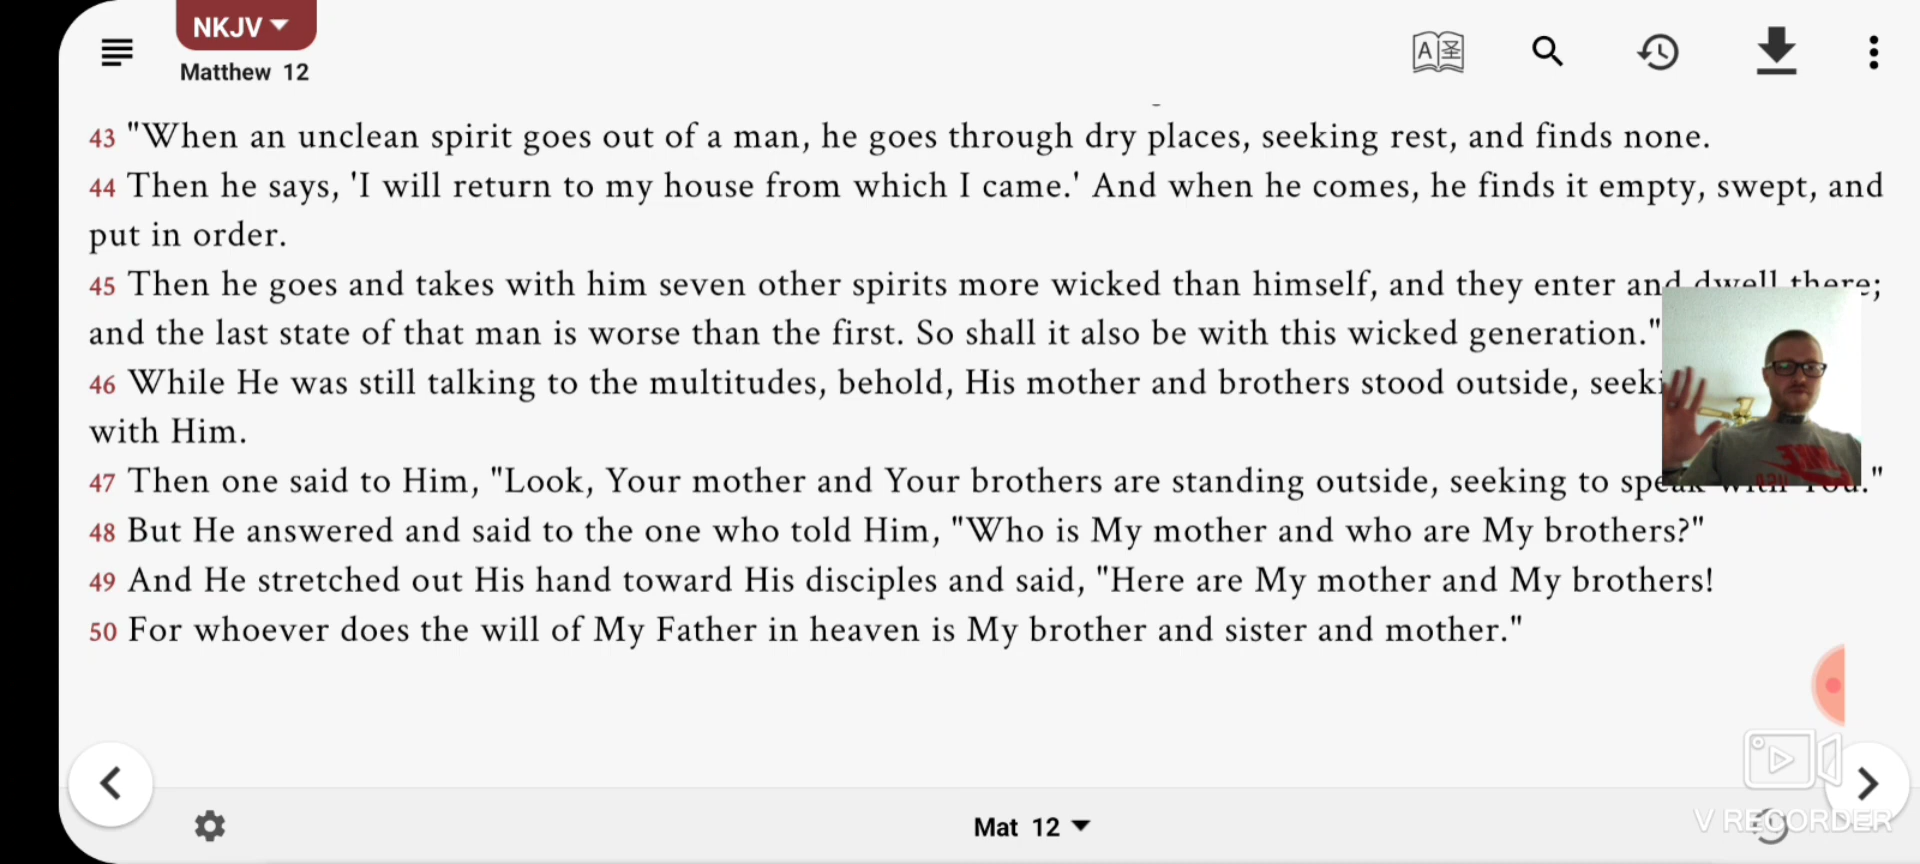 NKJV
Matthew 12
A 圣
43 "When an unclean spirit goes out of a man, he goes through dry places, seeking rest, and finds none.
44 Then he says, 'I will return to my house from which I came.' And when he comes, he finds it empty, swept, and
put in order.
45 Then he goes and takes with him seven other spirits more wicked than himself, and they enter and dwell there;
and the last state of that man is worse than the first. So shall it also be with this wicked generation."
46 While He was still talking to the multitudes, behold, His mother and brothers stood outside, seeki
with Him.
47 Then one said to Him, "Look, Your mother and Your brothers are standing outside, seeking to speak with You."
48 But He answered and said to the one who told Him, "Who is My mother and who are My brothers?"
49 And He stretched out His hand toward His disciples and said, "Here are My mother and My brothers!
50 For whoever does the will of My Father in heaven is My brother and sister and mother."
Mat 12
V RECORDER